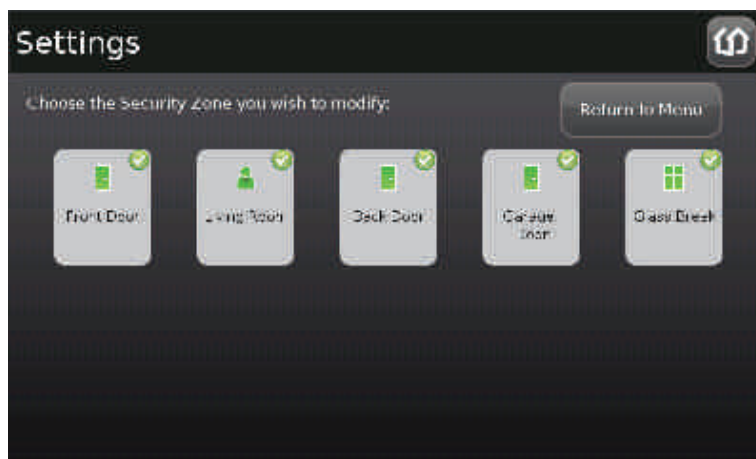 Settings
Choose the Security Zone you wish to modify:
Return to Menu
Front Door
Living Room
Back Door
Garage
Door
Glass Break